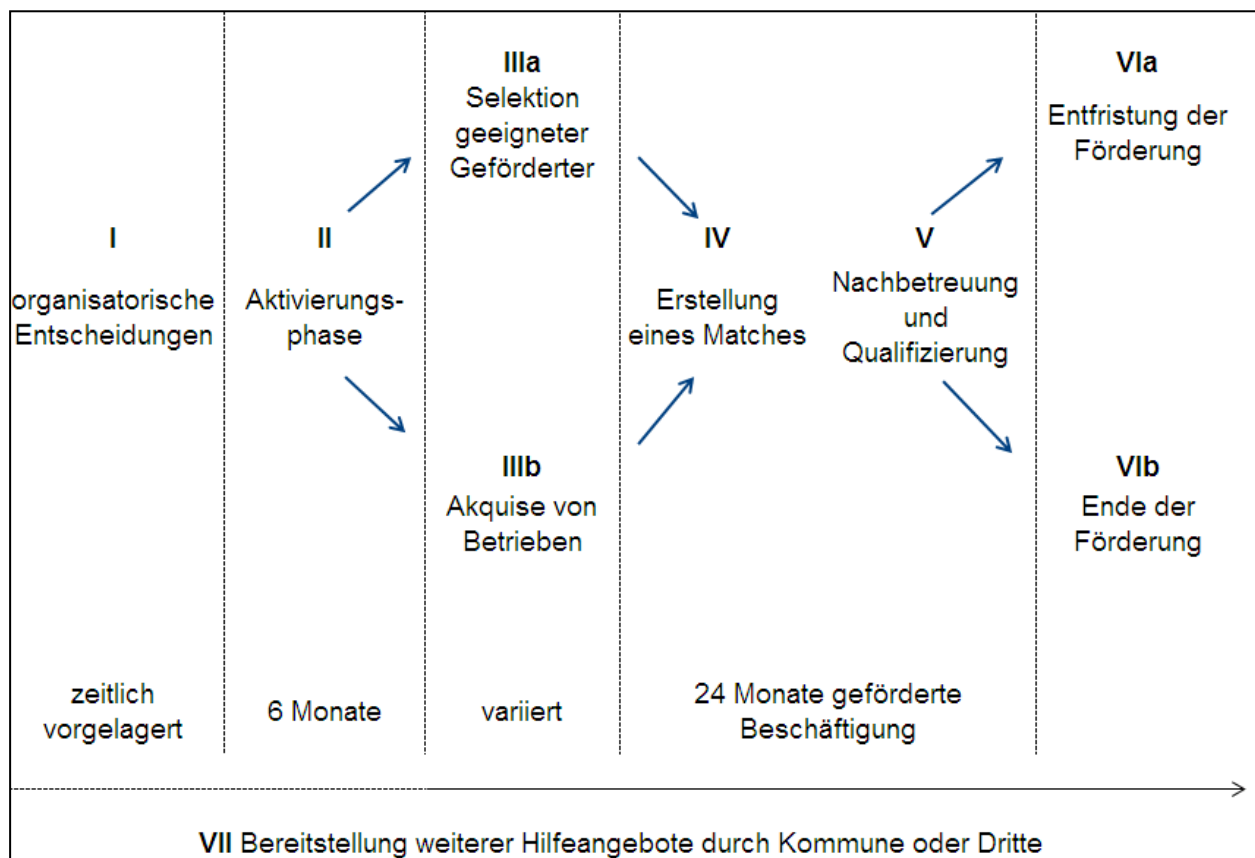 I
organisatorische
Entscheidungen
zeitlich
vorgelagert
II
Aktivierungs-
phase
6 Monate
IIIa
Selektion
geeigneter
Geförderter
IIIb
Akquise von
Betrieben
variiert
IV
Erstellung
eines Matches
V
Nachbetreuung
und
Qualifizierung
24 Monate geförderte
Beschäftigung
VIa
Entfristung der
Förderung
VIb
Ende der
Förderung
VII Bereitstellung weiterer Hilfeangebote durch Kommune oder Dritte